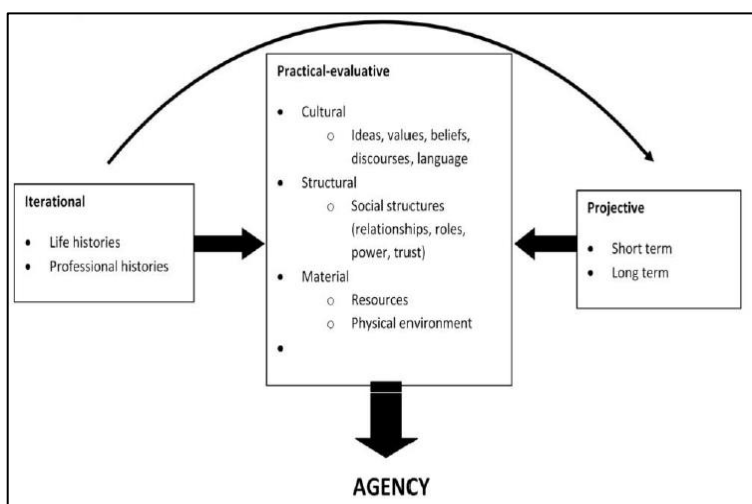 Practical-evaluative
• Cultural
○ Ideas, values, beliefs,
discourses, language
• Structural
○ Social structures
(relationships, roles,
power, trust)
• Material
○ Resources
○ Physical environment
•
Iterational
• Life histories
• Professional histories
Projective
• Short term
• Long term
AGENCY